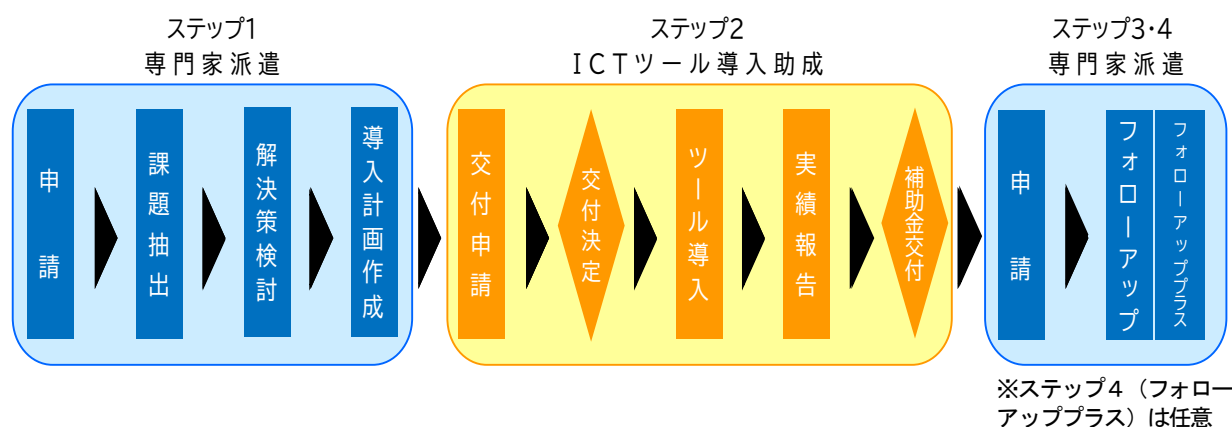 ステップ1
専門家派遣
申請
課題抽出
解決策検討
導入計画作成
ステップ2
ICTツール導入助成
交付申請
交付決定
ツール導入
実績報告
補助金交付
ステップ3・4
専門家派遣
申請
フォローアップ
フォローアッププラス
※ステップ4(フォロー
アッププラス)は任意